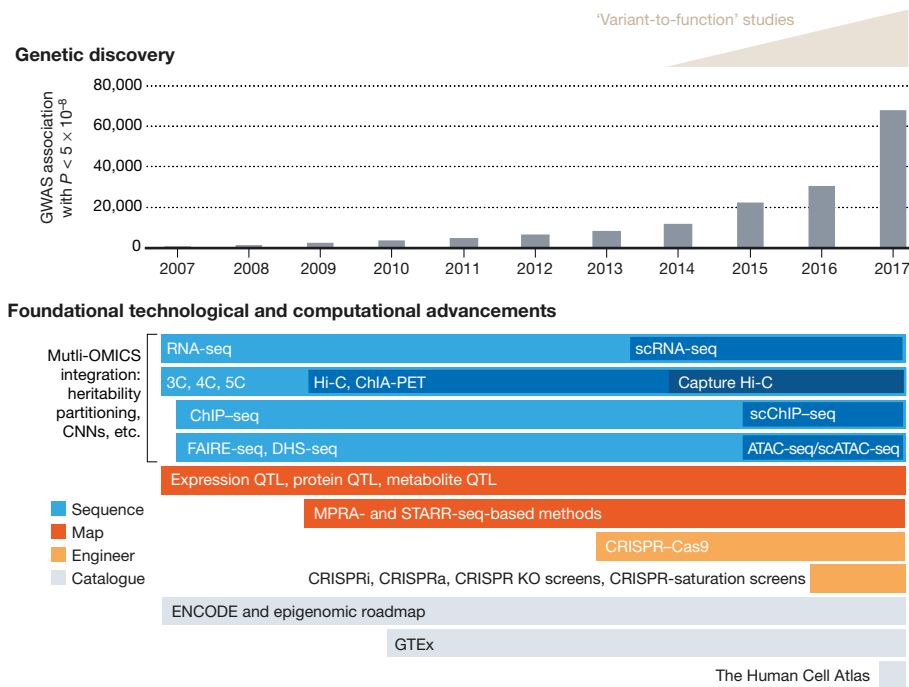 ‘Variant-to-function’ studies
Genetic discovery
GWAS association
with P < 5 × 10⁻⁸
80,000
60,000
40,000
20,000
0
2007 2008 2009 2010 2011 2012 2013 2014 2015 2016 2017
Foundational technological and computational advancements
Mutli-OMICS
integration:
heritability
partitioning,
CNNs, etc.
RNA-seq scRNA-seq
3C, 4C, 5C Hi-C, ChIA-PET Capture Hi-C
ChIP–seq scChIP–seq
FAIRE-seq, DHS-seq ATAC-seq/scATAC-seq
Expression QTL, protein QTL, metabolite QTL
MPRA- and STARR-seq-based methods
CRISPR–Cas9
CRISPRi, CRISPRa, CRISPR KO screens, CRISPR-saturation screens
ENCODE and epigenomic roadmap
GTEx
The Human Cell Atlas
Sequence
Map
Engineer
Catalogue